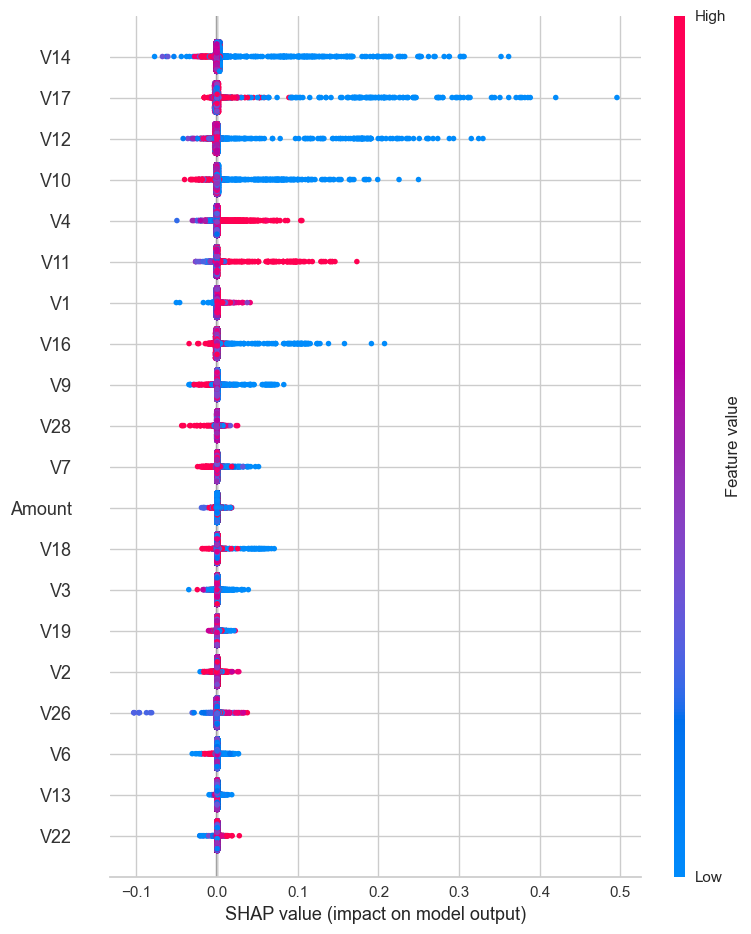 High
V14
V17
V12
V10
V4
V11
V1
V16
V9
V28
V7
Amount
V18
V3
V19
V2
V26
V6
V13
V22
Feature value
Low
−0.1 0.0 0.1 0.2 0.3 0.4 0.5
SHAP value (impact on model output)